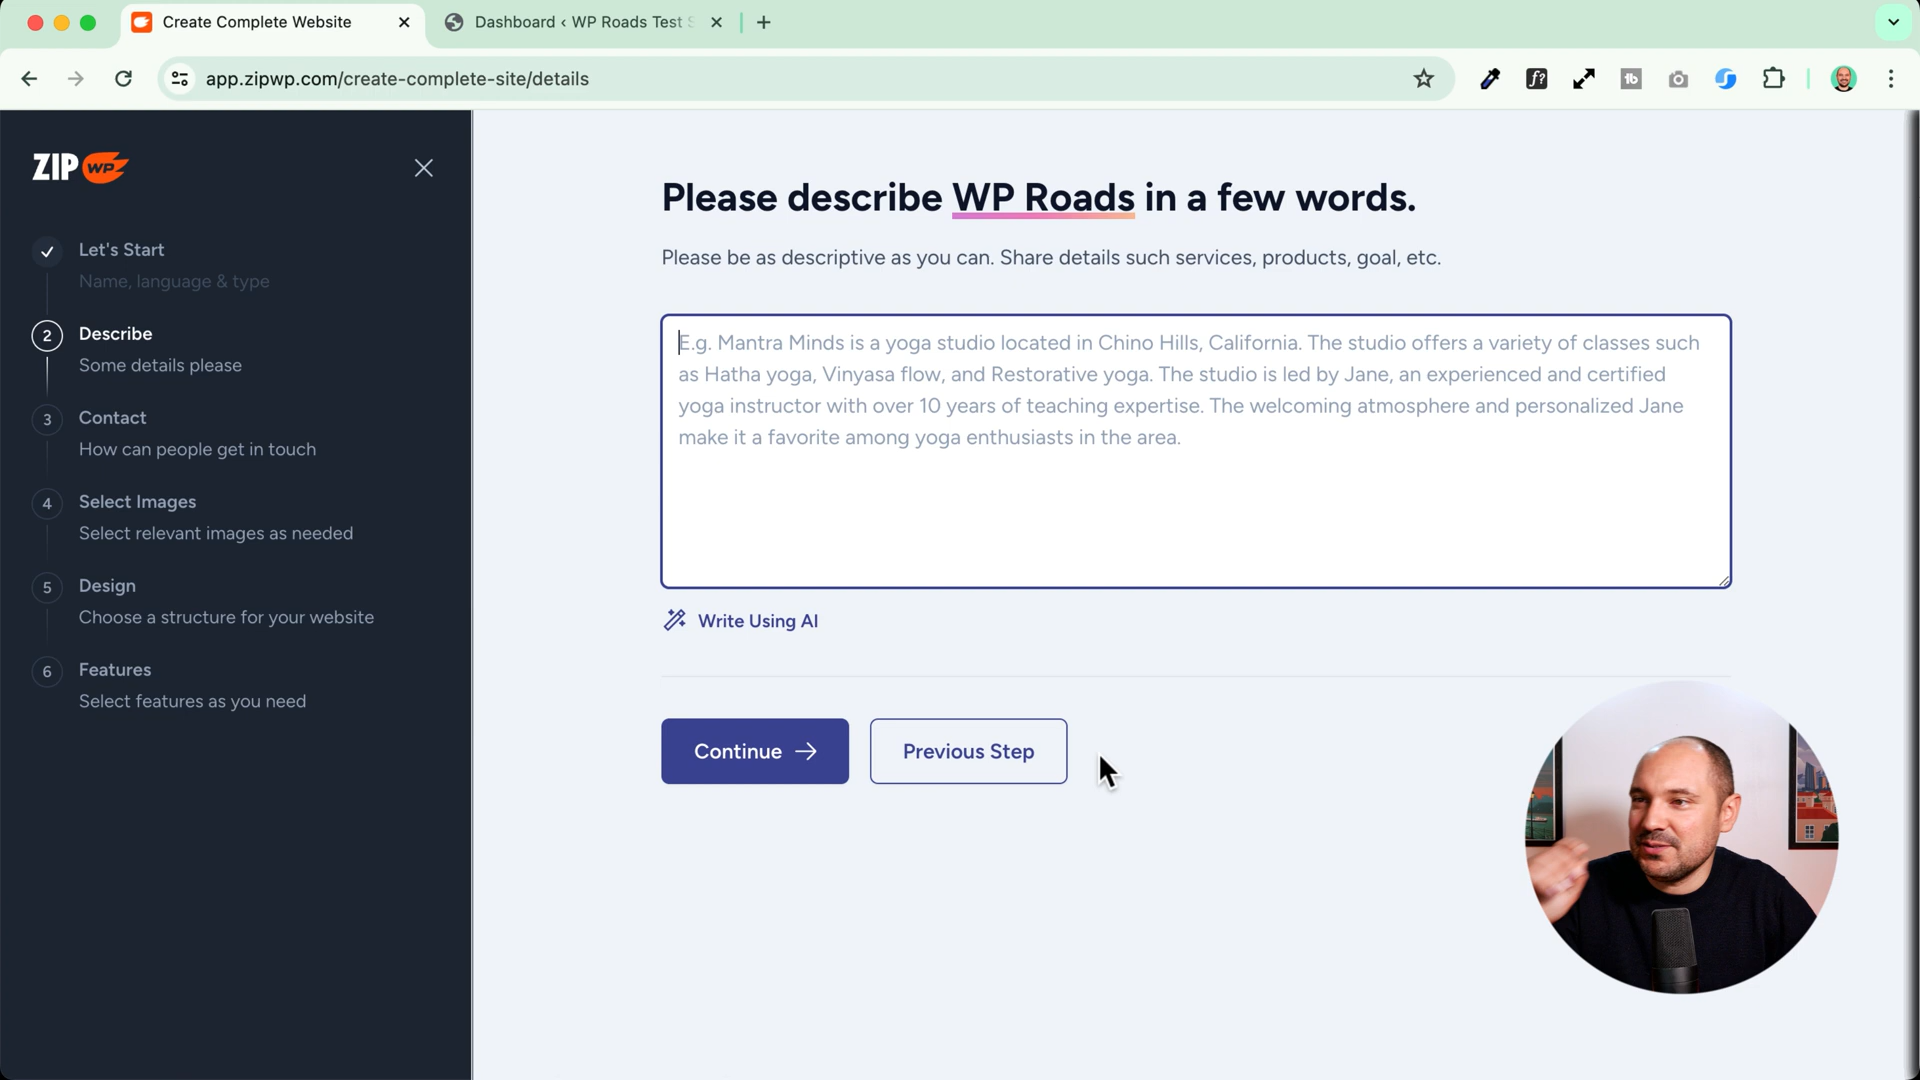 Create Complete Website
Dashboard ‹ WP Roads Test S
app.zipwp.com/create-complete-site/details
f?
tb
ZIP WP
Let's Start
Name, language & type
2
Describe
Some details please
3
Contact
How can people get in touch
4
Select Images
Select relevant images as needed
5
Design
Choose a structure for your website
6
Features
Select features as you need
Please describe WP Roads in a few words.
Please be as descriptive as you can. Share details such services, products, goal, etc.
E.g. Mantra Minds is a yoga studio located in Chino Hills, California. The studio offers a variety of classes such
as Hatha yoga, Vinyasa flow, and Restorative yoga. The studio is led by Jane, an experienced and certified
yoga instructor with over 10 years of teaching expertise. The welcoming atmosphere and personalized Jane
make it a favorite among yoga enthusiasts in the area.
Write Using AI
Continue
Previous Step